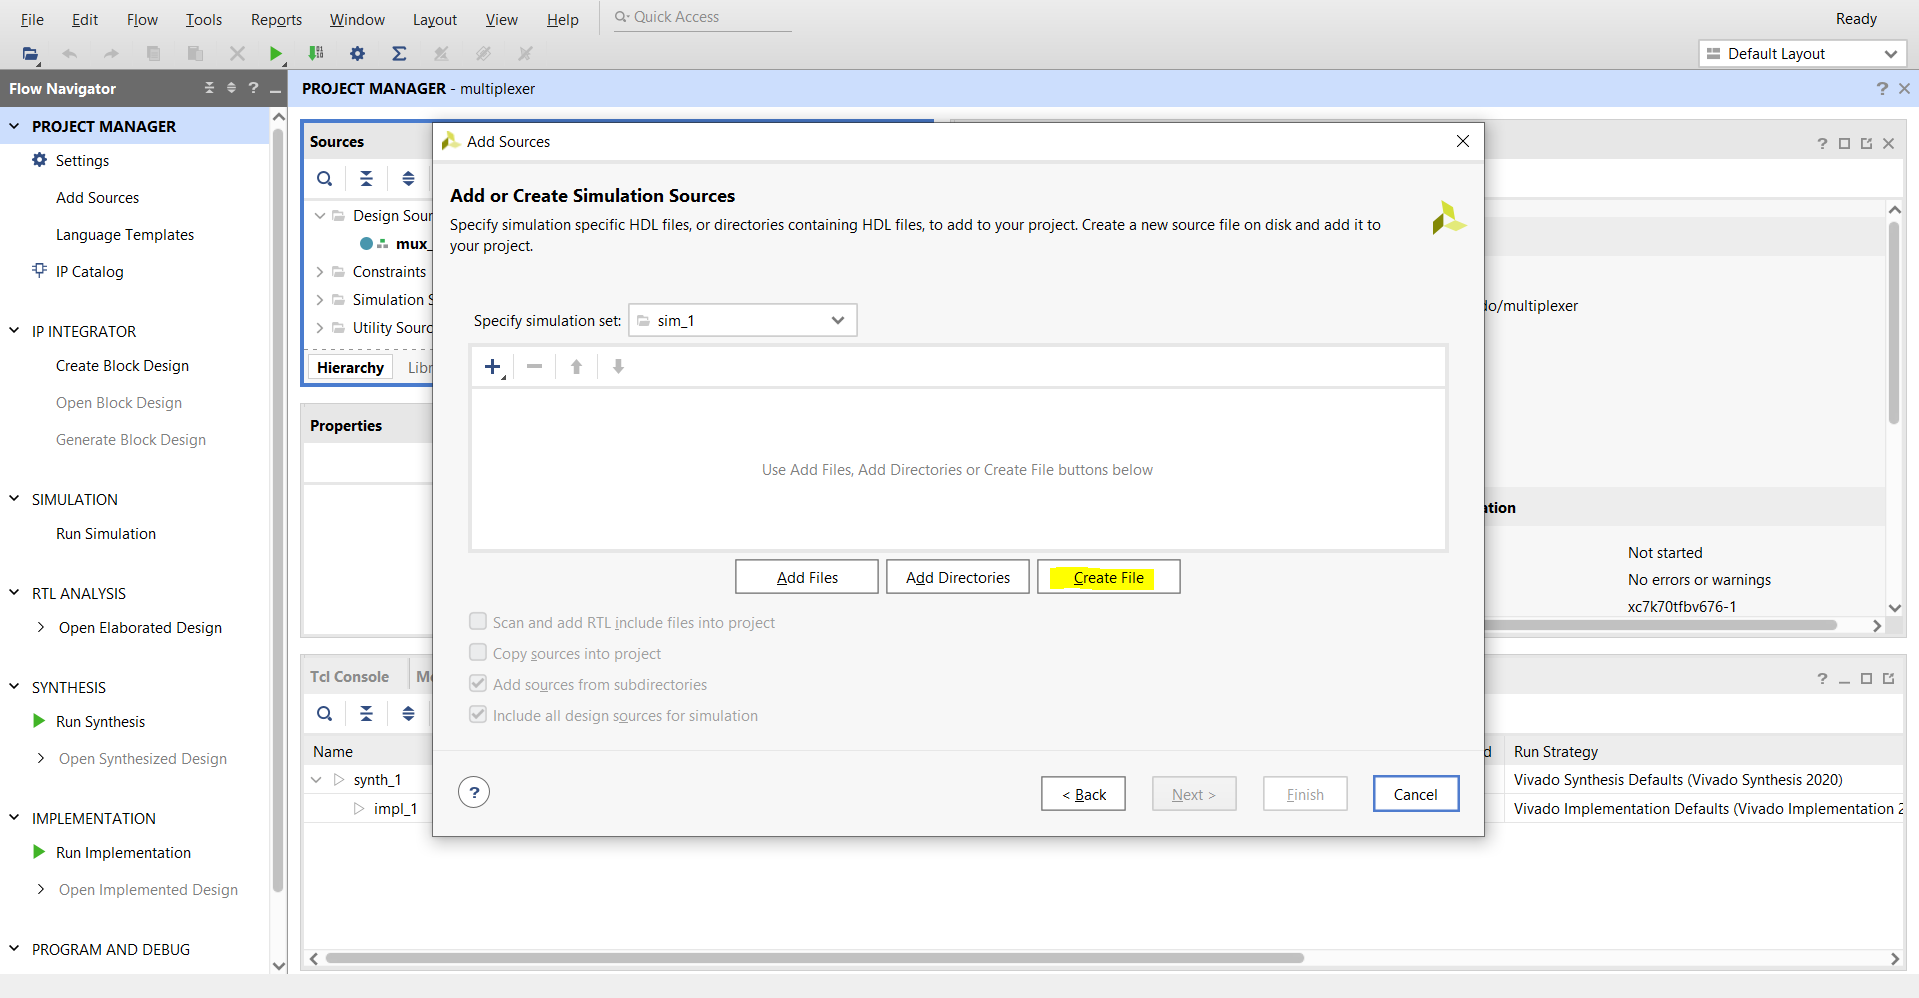 File Edit Flow Tools Reports Window Layout View Help Quick Access Ready
Default Layout
Flow Navigator ? PROJECT MANAGER - multiplexer ?
PROJECT MANAGER
Settings
Add Sources
Language Templates
IP Catalog
IP INTEGRATOR
Create Block Design
Open Block Design
Generate Block Design
SIMULATION
Run Simulation
RTL ANALYSIS
Open Elaborated Design
SYNTHESIS
Run Synthesis
Open Synthesized Design
IMPLEMENTATION
Run Implementation
Open Implemented Design
PROGRAM AND DEBUG
Sources
Design Sour
mux_
Constraints
Simulation S
Utility Sourc
Hierarchy Libr
Properties
Tcl Console Me
Name
synth_1
impl_1
Add Sources
Add or Create Simulation Sources
Specify simulation specific HDL files, or directories containing HDL files, to add to your project. Create a new source file on disk and add it to
your project.
Specify simulation set: sim_1
Use Add Files, Add Directories or Create File buttons below
Add Files Add Directories Create File
Scan and add RTL include files into project
Copy sources into project
Add sources from subdirectories
Include all design sources for simulation
? < Back Next > Finish Cancel
?
do/multiplexer
ation
Not started
No errors or warnings
xc7k70tfbv676-1
?
d Run Strategy
Vivado Synthesis Defaults (Vivado Synthesis 2020)
Vivado Implementation Defaults (Vivado Implementation 2